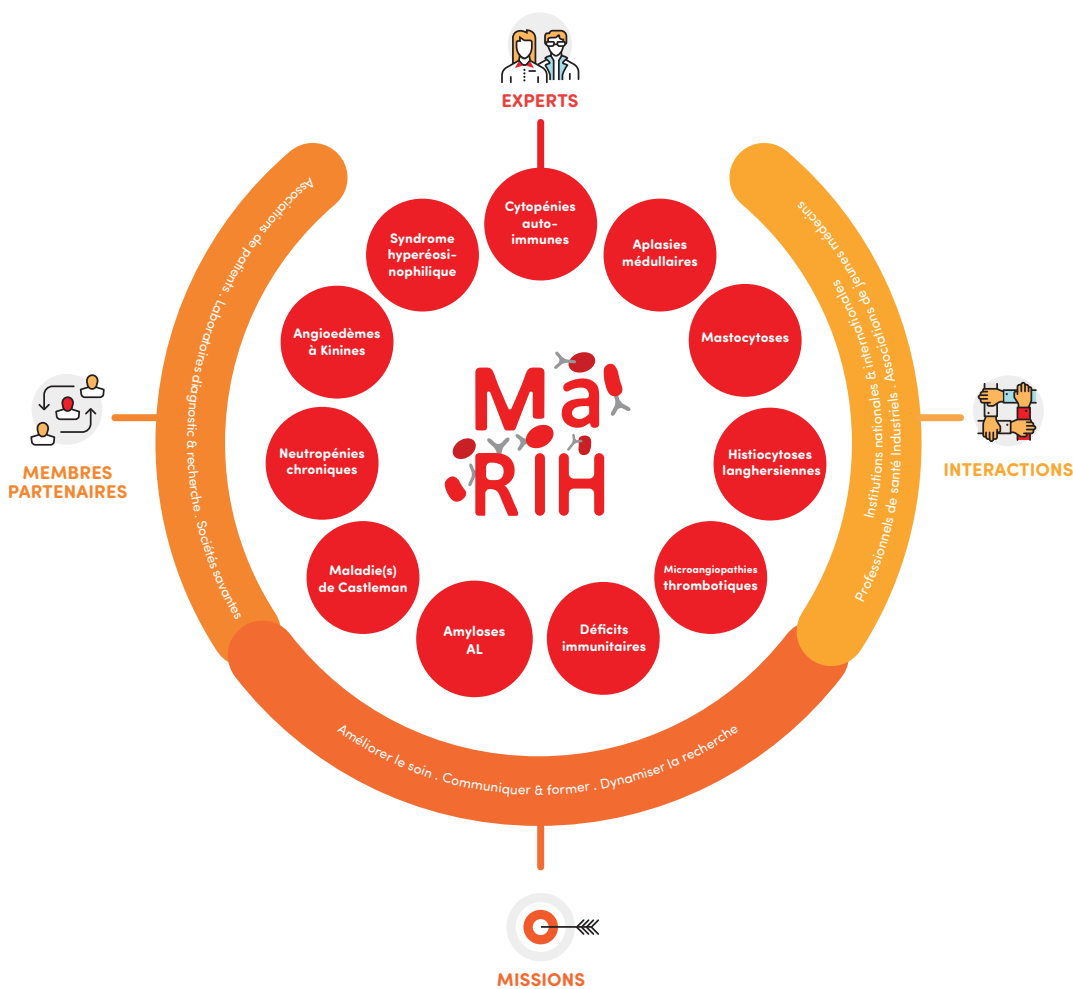 EXPERTS
Cytopénies
auto-
immunes
Syndrome
hyperéosi-
nophilique
Aplasies
médullaires
Angioedèmes
à Kinines
Mastocytoses
Neutropénies
chroniques
Histiocytoses
langhersiennes
Maladie(s)
de Castleman
Microangiopathies
thrombotiques
Amyloses
AL
Déficits
immunitaires
Ma
RIH
Associations de patients . Laboratoires diagnostic & recherche . Sociétés savantes
MEMBRES
PARTENAIRES
Institutions nationales & internationales
Professionnels de santé Industriels . Associations de jeunes médecins
INTERACTIONS
Améliorer le soin . Communiquer & former . Dynamiser la recherche
MISSIONS